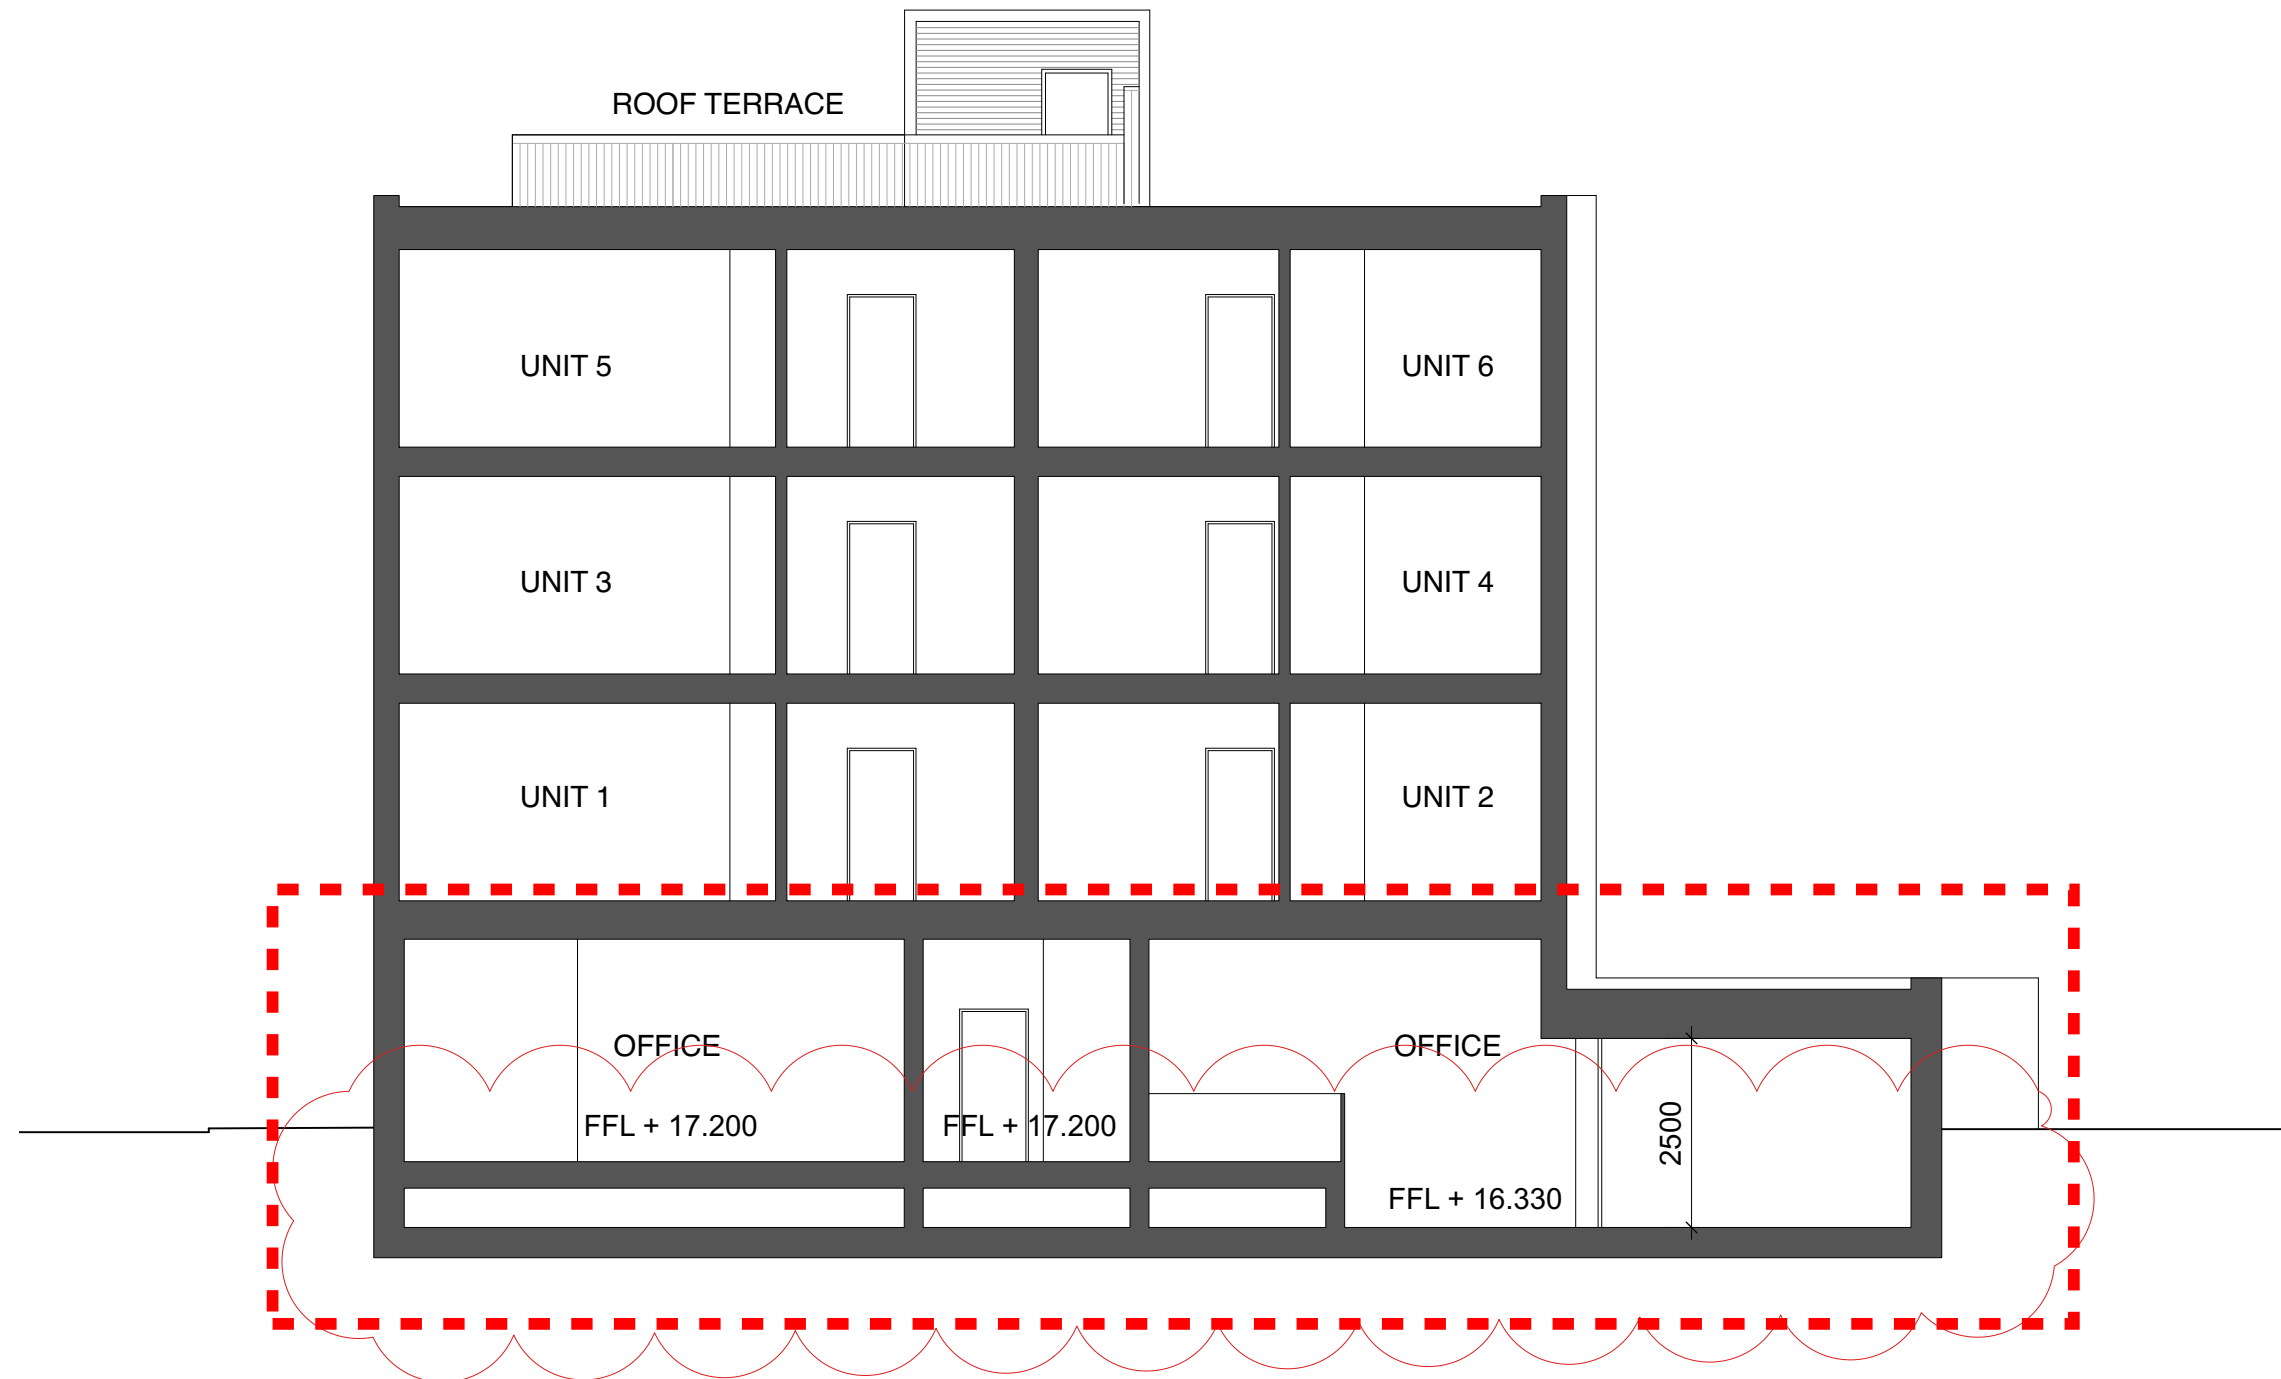 ROOF TERRACE
UNIT 5
UNIT 6
UNIT 3
UNIT 4
UNIT 1
UNIT 2
OFFICE
OFFICE
FFL + 17.200
FFL + 17.200
2500
FFL + 16.330